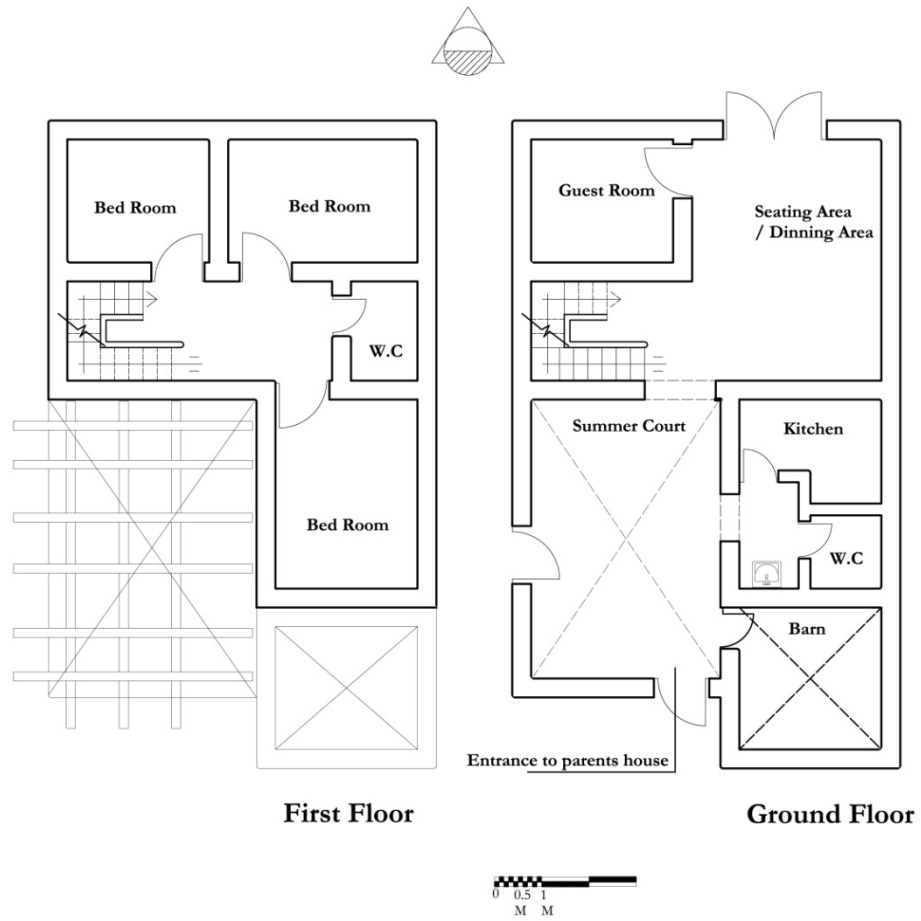 Bed Room
Bed Room
W.C
Bed Room
First Floor
Guest Room
Seating Area
/ Dinning Area
Summer Court
Kitchen
W.C
Barn
Entrance to parents house
Ground Floor
0 0.5 1
M M